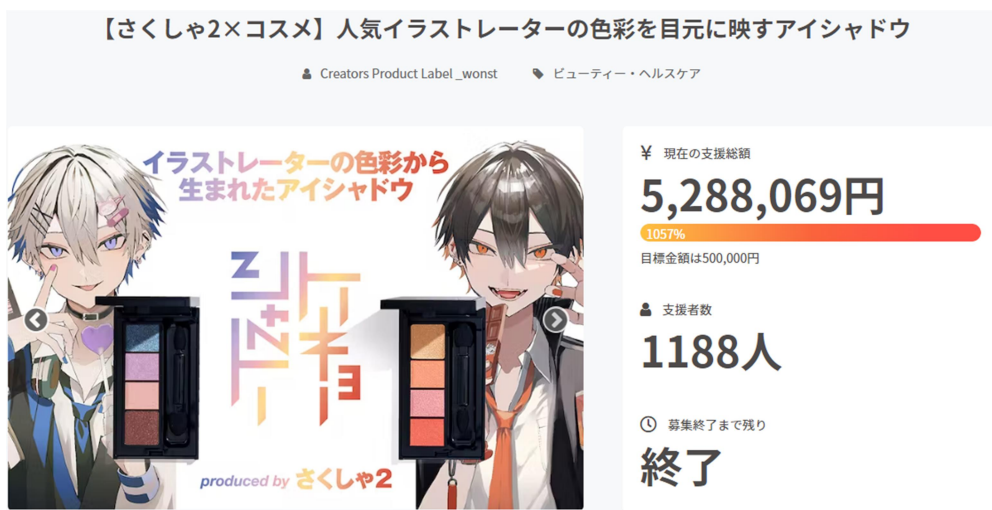 【さくしゃ2×コスメ】人気イラストレーターの色彩を目元に映すアイシャドウ
Creators Product Label _wonst
ビューティー・ヘルスケア
イラストレーターの色彩から
生まれたアイシャドウ
produced by さくしゃ2
現在の支援総額
5,288,069円
1057%
目標金額は500,000円
支援者数
1188人
募集終了まで残り
終了